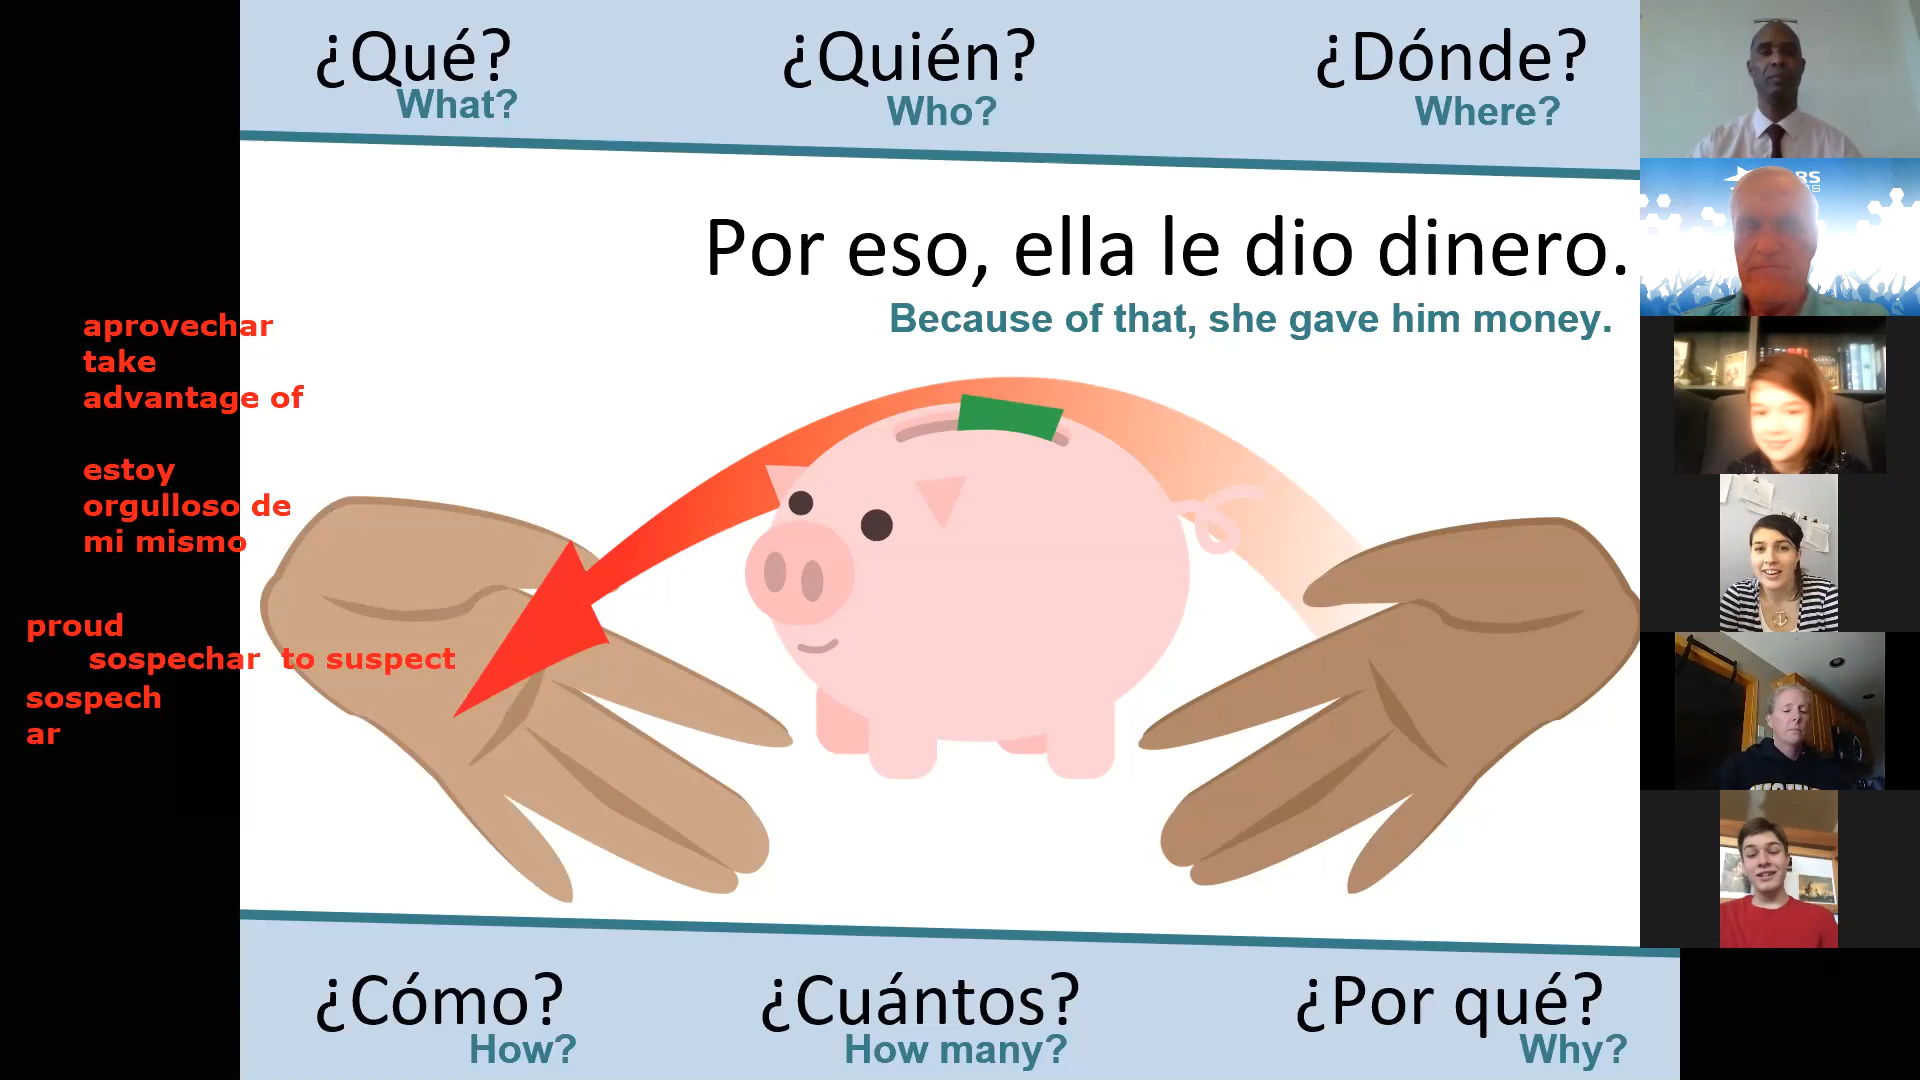 ¿Qué?
What?
¿Quién?
Who?
¿Dónde?
Where?
Por eso, ella le dio dinero.
Because of that, she gave him money.
aprovechar
take
advantage of
estoy
orgulloso de
mi mismo
proud
sospechar to suspect
sospech
ar
¿Cómo?
How?
¿Cuántos?
How many?
¿Por qué?
Why?